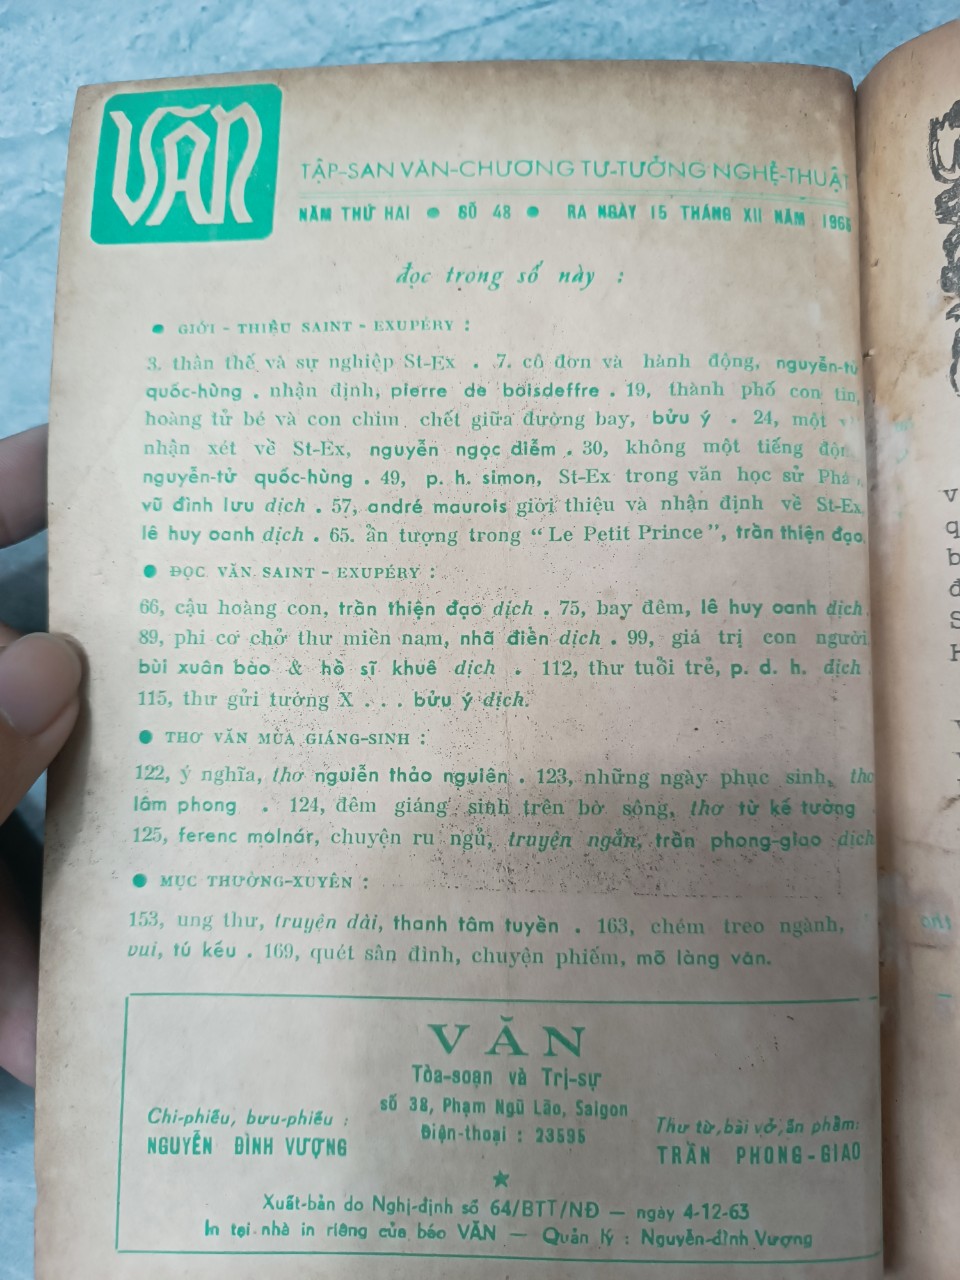 VĂN
TẬP-SAN VĂN-CHƯƠNG TƯ-TƯỞNG NGHỆ-THUẬT
NĂM THỨ HAI • SỐ 48 • RA NGÀY 15 THÁNG XII NĂM
đọc trong số này :
• GIỚI - THIỆU SAINT - EXUPÉRY :
3. thân thế và sự nghiệp St-Ex . 7. cô đơn và hành động, nguyễn-tử
quốc-hùng . nhận định, pierre de boisdeffre . 19, thành phố con tin,
hoàng tử bé và con chim chết giữa đường bay, bửu ý . 24, một
nhận xét về St-Ex, nguyễn ngọc diễm . 30, không một tiếng
nguyễn-tử quốc-hùng . 49, p. h. simon, St-Ex trong văn học sử
vũ đình lưu dịch . 57, andré maurois giới thiệu và nhận định về St-Ex,
lê huy oanh dịch . 65. ấn tượng trong “Le Petit Prince”, trần thiện đạo,
• ĐỌC VĂN SAINT - EXUPÉRY :
66, cậu hoàng con, trần thiện đạo dịch . 75, bay đêm, lê huy oanh dịch.
89, phi cơ chở thư miền nam, nhã điền dịch . 99, giá trị con người,
bùi xuân bào & hồ sĩ khuê dịch . 112, thư tuổi trẻ, p. d. h. dịch
115, thư gửi tướng X . . . bửu ý dịch.
• THƠ VĂN MÙA GIÁNG-SINH :
122, ý nghĩa, thơ nguiễn thảo nguiên . 123, những ngày phục sinh, thơ
lâm phong . 124, đêm giáng sinh trên bờ sông, thơ từ kế tường
125, ferenc molnár, chuyện ru ngủ, truyện ngắn, trần phong-giao dịch
• MỤC THƯỜNG-XUYÊN :
153, ung thư, truyện dài, thanh tâm tuyền . 163, chém treo ngành,
vui, tú kếu . 169, quét sân đình, chuyện phiếm, mõ làng văn.
VĂN
Tòa-soạn và Trị-sự
số 38, Phạm Ngũ Lão, Saigon
Điện-thoại : 23595
Chi-phiếu, bưu-phiếu :
NGUYỄN ĐÌNH VƯỢNG
Thư từ, bài vở, ấn phẩm:
TRẦN PHONG-GIAO
Xuất-bản do Nghị-định số 64/BTT/NĐ — ngày 4-12-63
In tại nhà in riêng của báo VĂN — Quản lý : Nguyễn-đình Vượng